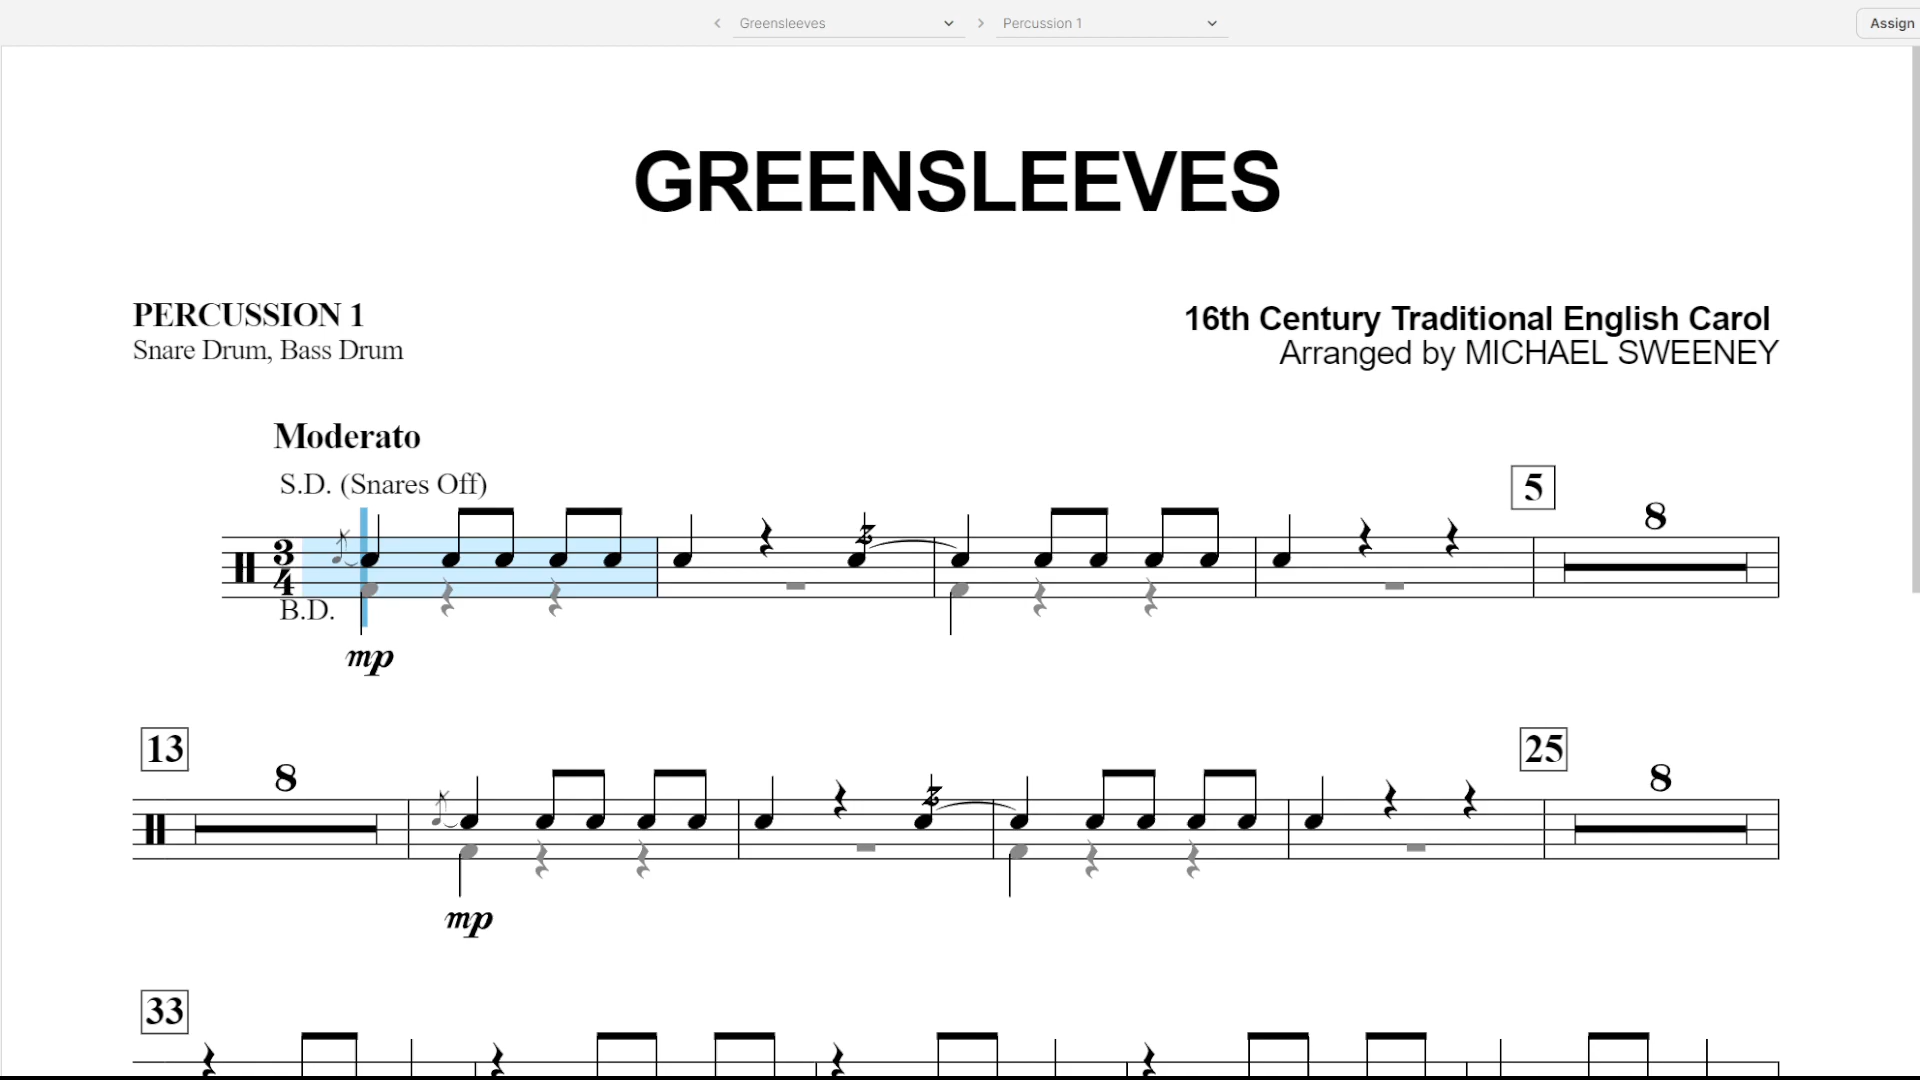 Greensleeves Percussion 1 Assign
GREENSLEEVES
PERCUSSION 1
Snare Drum, Bass Drum
16th Century Traditional English Carol
Arranged by MICHAEL SWEENEY
Moderato
S.D. (Snares Off)
5
8
3
4
B.D.
mp
13
8
25
8
mp
33